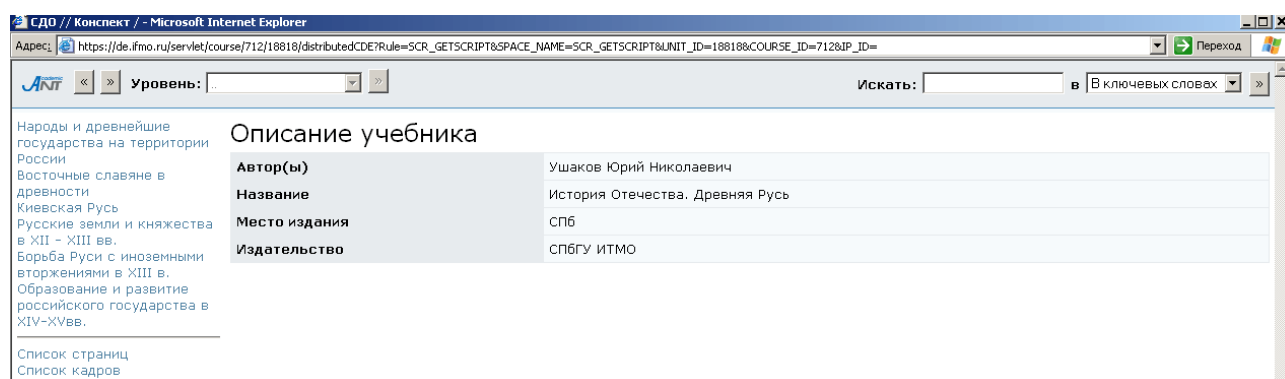 СДО // Конспект / - Microsoft Internet Explorer
Адрес: https://de.ifmo.ru/servlet/course/712/18818/distributedCDE?Rule=SCR_GETSCRIPT&SPACE_NAME=SCR_GETSCRIPT&UNIT_ID=18818&COURSE_ID=712&IP_ID= Переход
Academic ANT « » Уровень: .. » Искать: в В ключевых словах »
Народы и древнейшие
государства на территории
России
Восточные славяне в
древности
Киевская Русь
Русские земли и княжества
в XII - XIII вв.
Борьба Руси с иноземными
вторжениями в XIII в.
Образование и развитие
российского государства в
XIV-XVвв.
Список страниц
Список кадров
Описание учебника
Автор(ы) Ушаков Юрий Николаевич
Название История Отечества. Древняя Русь
Место издания СПб
Издательство СПбГУ ИТМО